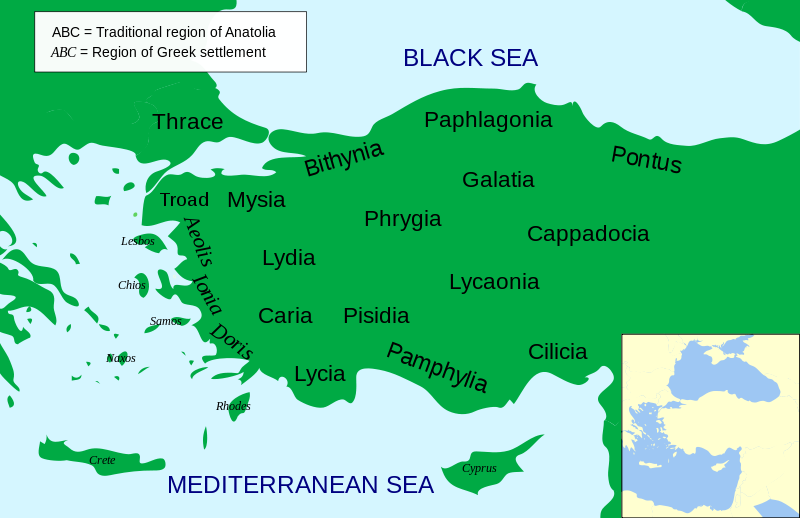 ABC = Traditional region of Anatolia
ABC = Region of Greek settlement
BLACK SEA
Thrace
Paphlagonia
Bithynia
Pontus
Galatia
Troad
Mysia
Phrygia
Cappadocia
Aeolis
Lesbos
Lydia
Lycaonia
Chios
Ionia
Samos
Caria
Pisidia
Doris
Naxos
Lycia
Pamphylia
Cilicia
Rhodes
Crete
Cyprus
MEDITERRANEAN SEA